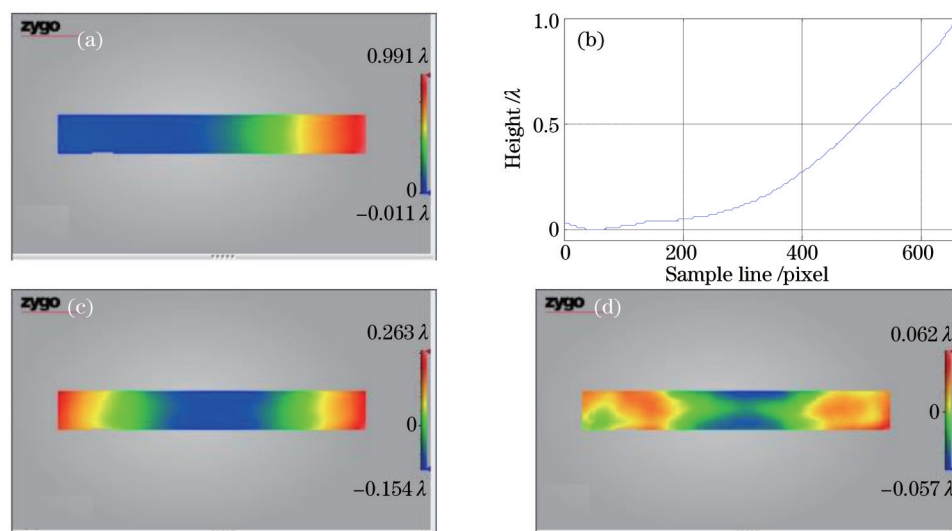 zygo
(a)
0.991 λ
0
−0.011 λ
(b)
1.0
0.5
0
Height /λ
0 200 400 600
Sample line /pixel
zygo (c)
0.263 λ
0
−0.154 λ
zygo (d)
0.062 λ
0
−0.057 λ